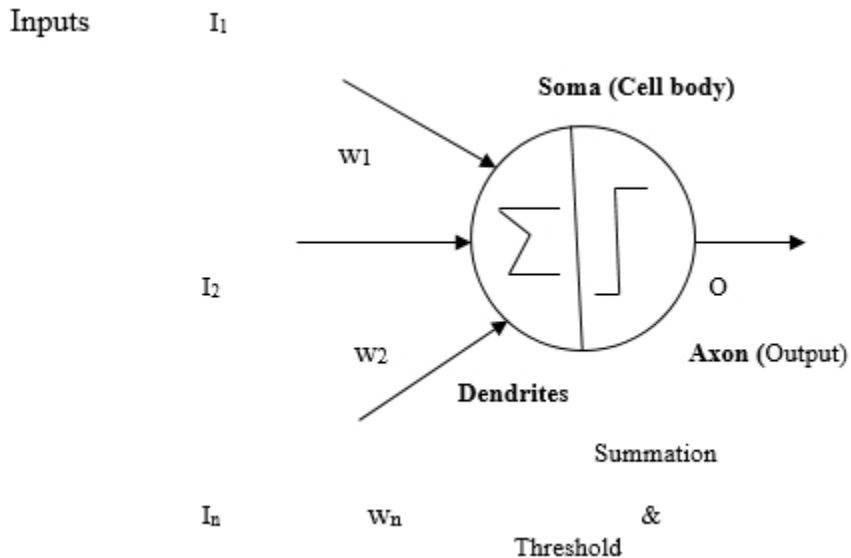 Inputs I₁
Soma (Cell body)
W1
I₂ O
W2 Axon (Output)
Dendrites
Summation
Iₙ Wₙ &
Threshold